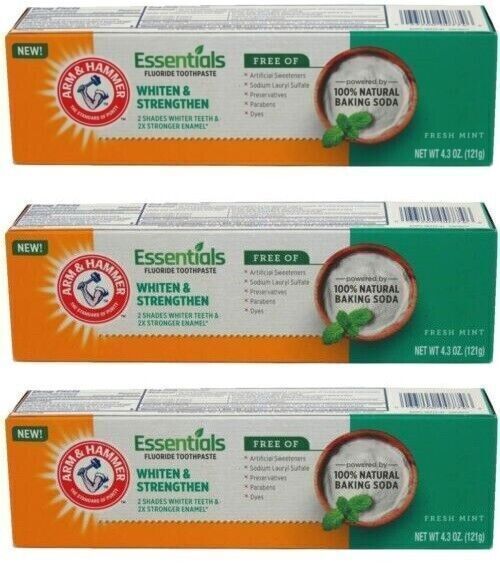 NEW!
ARM & HAMMER
THE STANDARD OF PURITY
Essentials
FLUORIDE TOOTHPASTE
WHITEN &
STRENGTHEN
2 SHADES WHITER TEETH &
2X STRONGER ENAMEL*
FREE OF
Artificial Sweeteners
Sodium Lauryl Sulfate
Preservatives
Parabens
Dyes
powered by
100% NATURAL
BAKING SODA
FRESH MINT
NET WT 4.3 OZ. (121g)
NEW!
ARM & HAMMER
THE STANDARD OF PURITY
Essentials
FLUORIDE TOOTHPASTE
WHITEN &
STRENGTHEN
2 SHADES WHITER TEETH &
2X STRONGER ENAMEL*
FREE OF
Artificial Sweeteners
Sodium Lauryl Sulfate
Preservatives
Parabens
Dyes
powered by
100% NATURAL
BAKING SODA
FRESH MINT
NET WT 4.3 OZ. (121g)
NEW!
ARM & HAMMER
THE STANDARD OF PURITY
Essentials
FLUORIDE TOOTHPASTE
WHITEN &
STRENGTHEN
2 SHADES WHITER TEETH &
2X STRONGER ENAMEL*
FREE OF
Artificial Sweeteners
Sodium Lauryl Sulfate
Preservatives
Parabens
Dyes
powered by
100% NATURAL
BAKING SODA
FRESH MINT
NET WT 4.3 OZ. (121g)